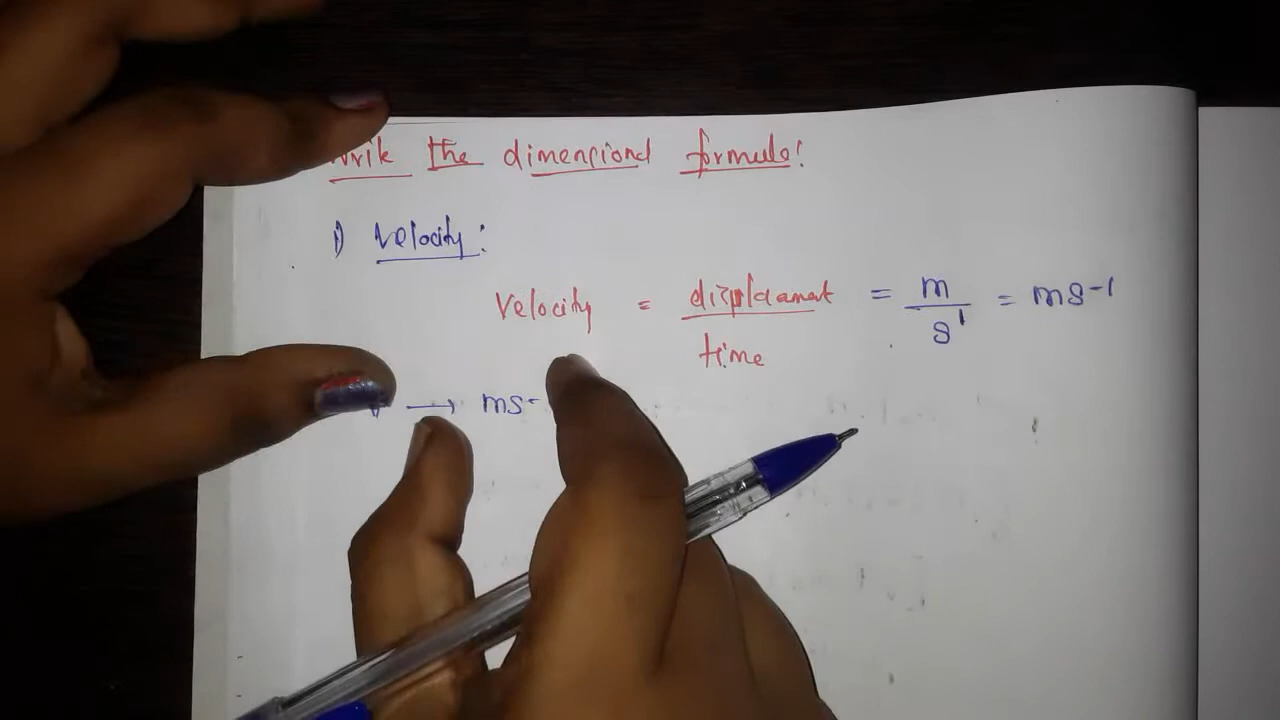 the dimensional formula:
1) Velocity:
Velocity = displacement / time = m / s¹ = ms⁻¹
v → ms⁻